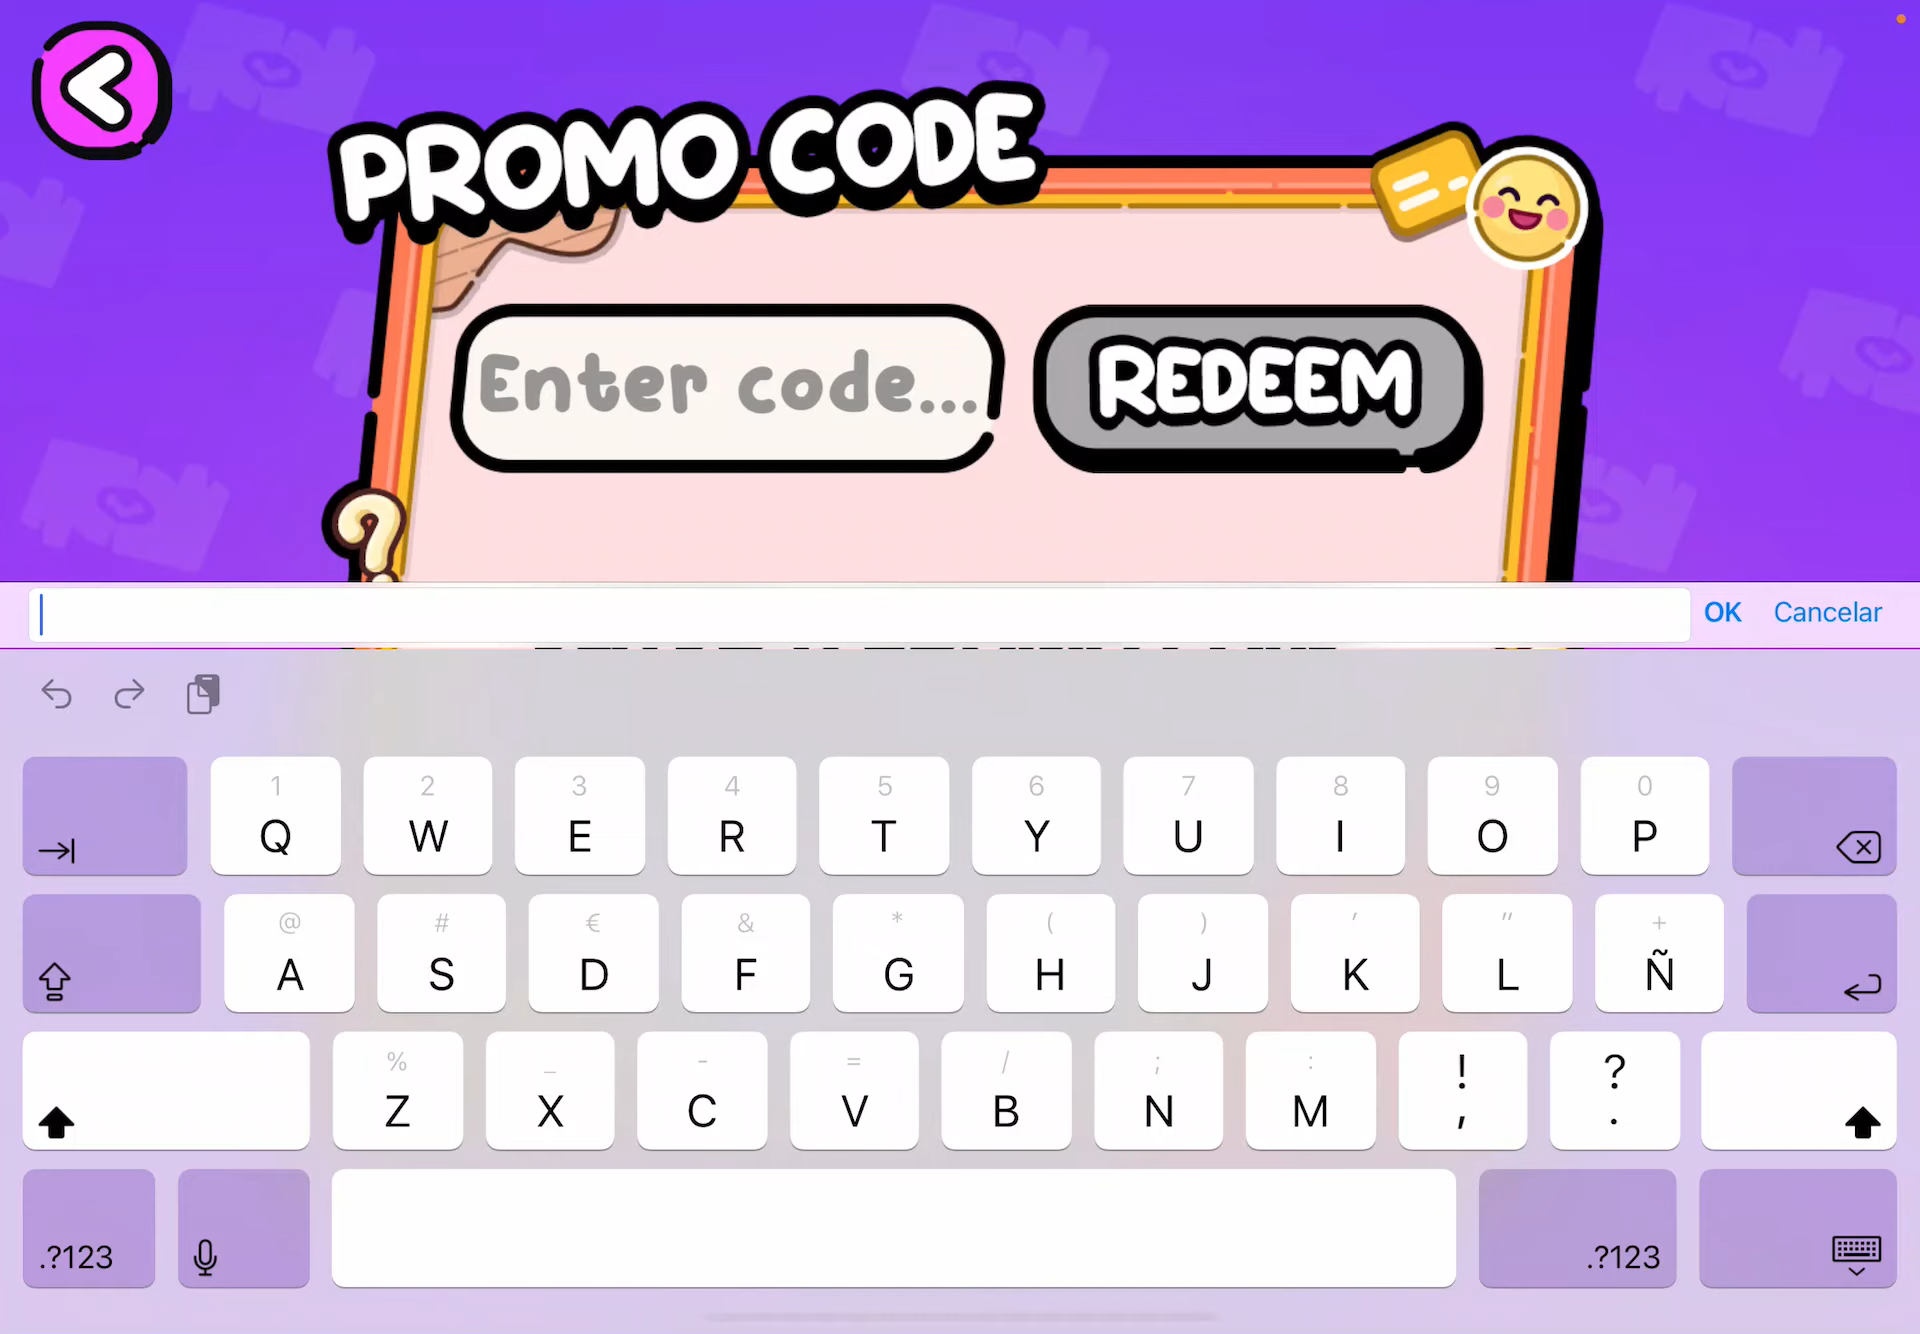 PROMO CODE
Enter code...
REDEEM
?
OK Cancelar
1 2 3 4 5 6 7 8 9 0
Q W E R T Y U I O P
@ # € & * ( ) ' " +
A S D F G H J K L Ñ
% _ - = / ; : ! ?
Z X C V B N M , .
.?123 .?123